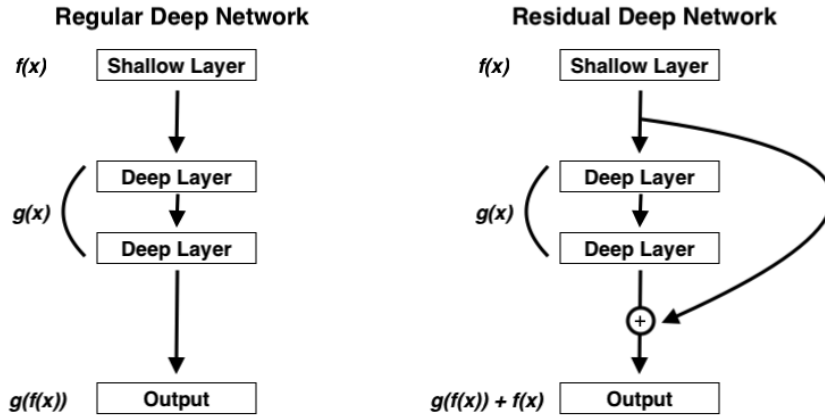 Regular Deep Network
f(x)
Shallow Layer
Deep Layer
g(x)
Deep Layer
g(f(x))
Output
Residual Deep Network
f(x)
Shallow Layer
Deep Layer
g(x)
Deep Layer
+
g(f(x)) + f(x)
Output